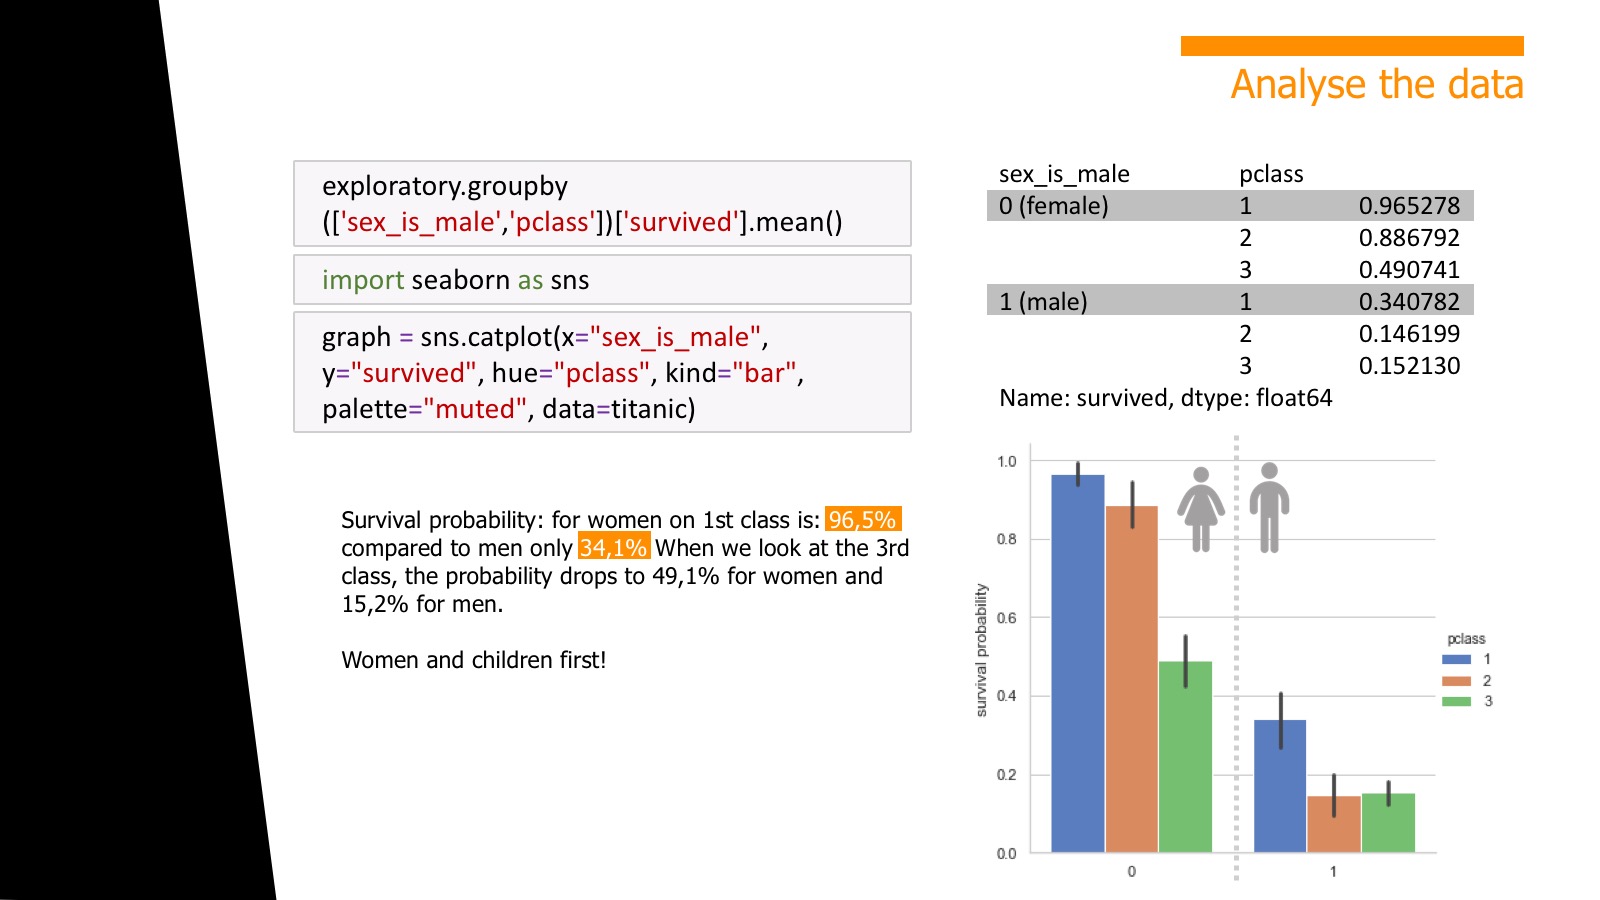 Analyse the data
exploratory.groupby
(['sex_is_male','pclass'])['survived'].mean()
import seaborn as sns
graph = sns.catplot(x="sex_is_male",
y="survived", hue="pclass", kind="bar",
palette="muted", data=titanic)
Survival probability: for women on 1st class is: 96,5%
compared to men only 34,1% When we look at the 3rd
class, the probability drops to 49,1% for women and
15,2% for men.
Women and children first!
sex_is_male pclass
0 (female) 1 0.965278
2 0.886792
3 0.490741
1 (male) 1 0.340782
2 0.146199
3 0.152130
Name: survived, dtype: float64
survival probability
1.0
0.8
0.6
0.4
0.2
0.0
0 1
pclass
1
2
3